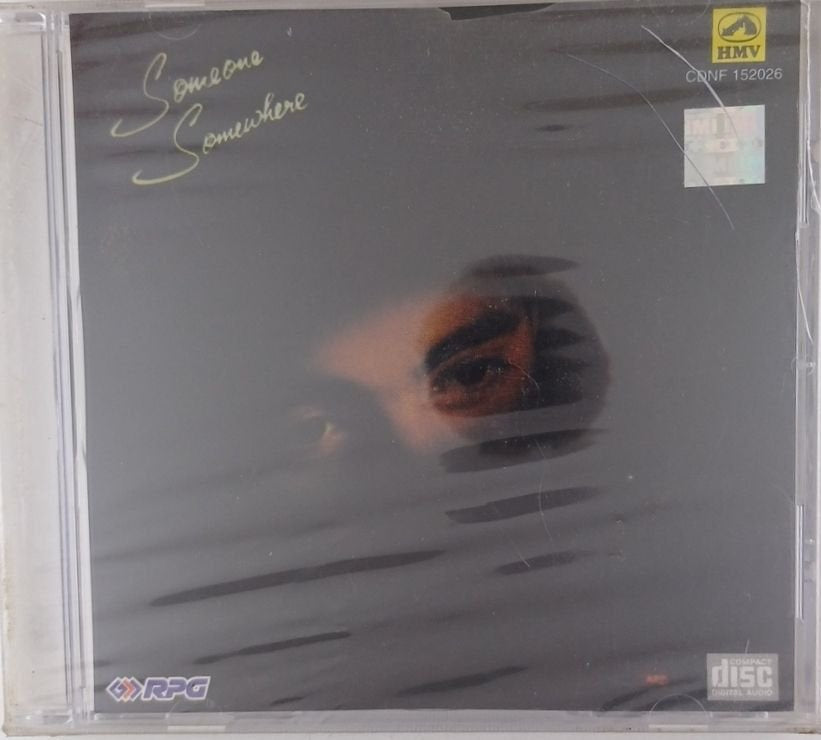 Someone
Somewhere
HMV
CDNF 152026
RPG
COMPACT
disc
DIGITAL AUDIO